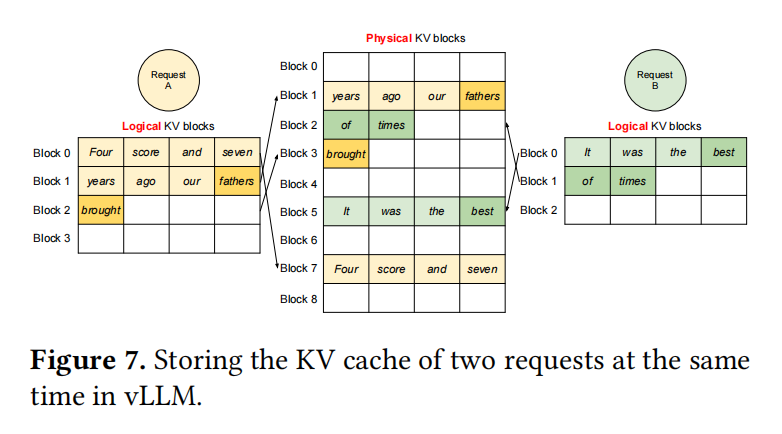 Physical KV blocks
Request
A
Request
B
Logical KV blocks
Logical KV blocks
Block 0
Block 1 years ago our fathers
Block 2 of times
Block 3 brought
Block 4
Block 5 It was the best
Block 6
Block 7 Four score and seven
Block 8
Block 0 Four score and seven
Block 1 years ago our fathers
Block 2 brought
Block 3
Block 0 It was the best
Block 1 of times
Block 2
Figure 7. Storing the KV cache of two requests at the same
time in vLLM.